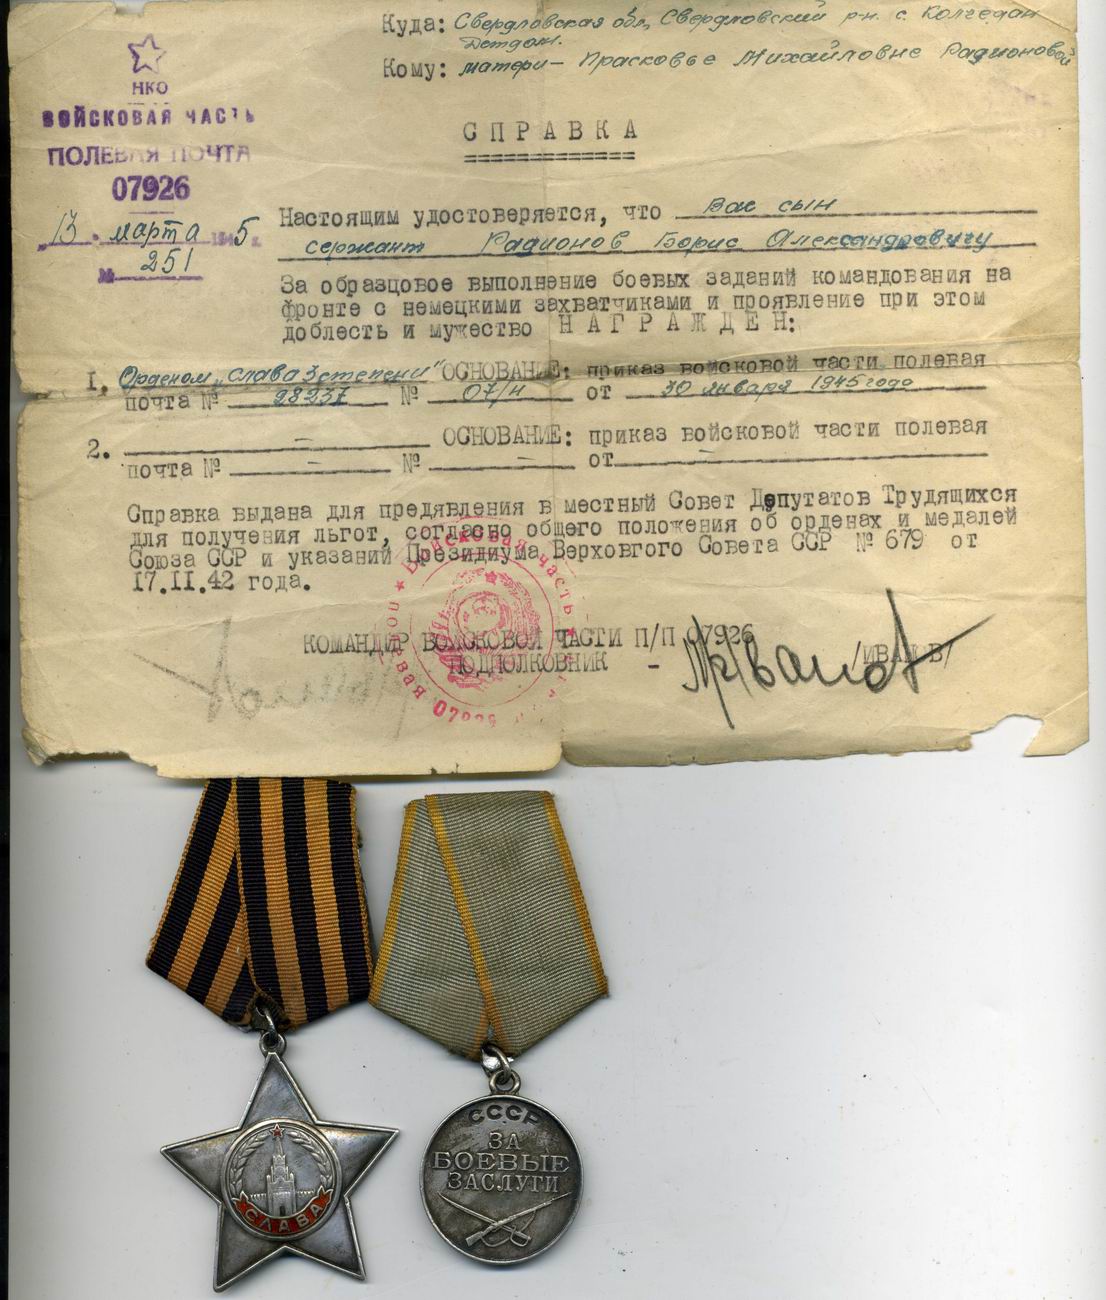 Куда: Свердловская обл, Свердловский р-н. с. Колчедан
Детдом.
Кому: матери - Прасковье Михайловне Радионовой
НКО
ВОЙСКОВАЯ ЧАСТЬ
ПОЛЕВАЯ ПОЧТА
07926
"13" марта 1945 г.
№ 251
СПРАВКА
Настоящим удостоверяется, что Ваш сын
сержант Радионов Борис Александровичу
За образцовое выполнение боевых заданий командования на
фронте с немецкими захватчиками и проявление при этом
доблесть и мужество НАГРАЖДЕН:
1. Орденом "Слава 3 степени" ОСНОВАНИЕ: приказ войсковой части полевая
почта № 28237 № 07/н от 30 января 1945 года
2. — ОСНОВАНИЕ: приказ войсковой части полевая
почта № — № — от —
Справка выдана для предявления в местный Совет Депутатов Трудящихся
для получения льгот, согласно общего положения об орденах и медалей
Союза ССР и указаний Президиума Верховгого Совета ССР № 679 от
17.II.42 года.
КОМАНДИР ВОЙСКОВОЙ ЧАСТИ П/П 07926
ПОДПОЛКОВНИК - /ИВАНОВ/
Войсковая часть полевая 07926
СЛАВА
СССР
ЗА
БОЕВЫЕ
ЗАСЛУГИ